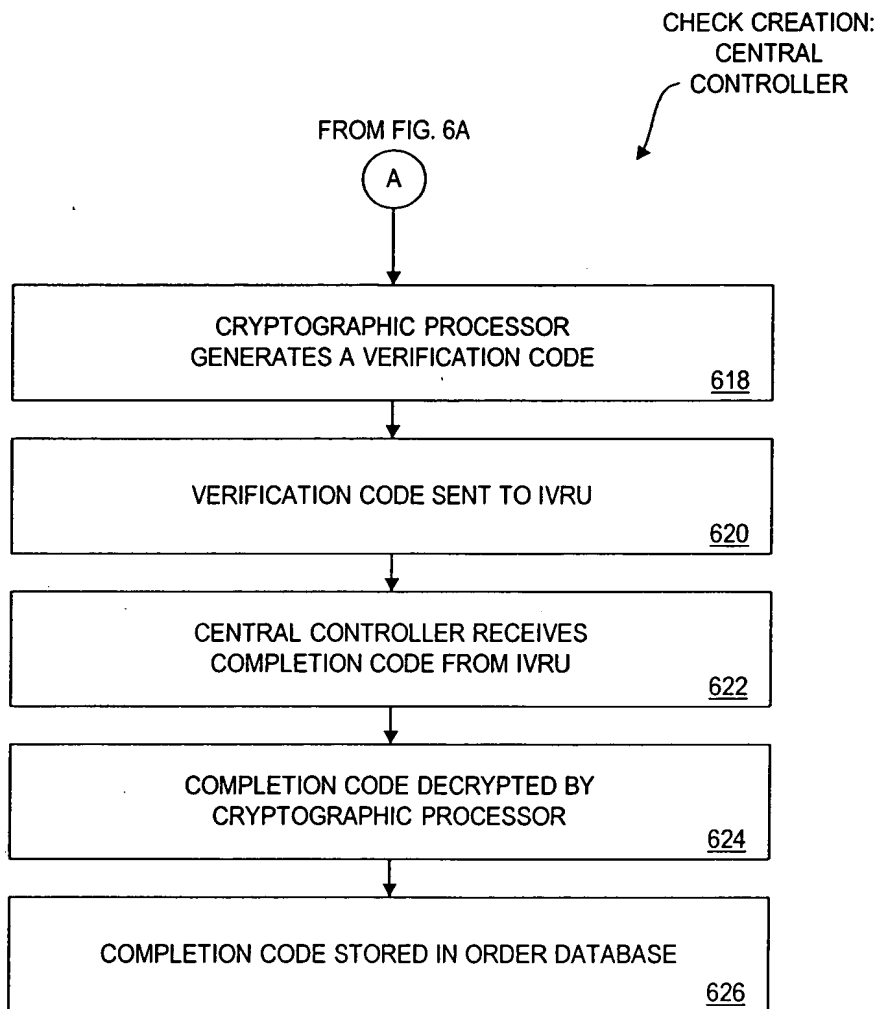 CHECK CREATION:
CENTRAL
CONTROLLER
FROM FIG. 6A
A
CRYPTOGRAPHIC PROCESSOR
GENERATES A VERIFICATION CODE
618
VERIFICATION CODE SENT TO IVRU
620
CENTRAL CONTROLLER RECEIVES
COMPLETION CODE FROM IVRU
622
COMPLETION CODE DECRYPTED BY
CRYPTOGRAPHIC PROCESSOR
624
COMPLETION CODE STORED IN ORDER DATABASE
626